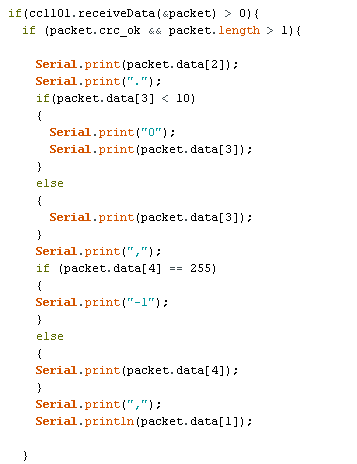 if(cc1101.receiveData(&packet) > 0){
if (packet.crc_ok && packet.length > 1){
Serial.print(packet.data[2]);
Serial.print(".");
if(packet.data[3] < 10)
{
Serial.print("0");
Serial.print(packet.data[3]);
}
else
{
Serial.print(packet.data[3]);
}
Serial.print(",");
if (packet.data[4] == 255)
{
Serial.print("-1");
}
else
{
Serial.print(packet.data[4]);
}
Serial.print(",");
Serial.println(packet.data[1]);
}